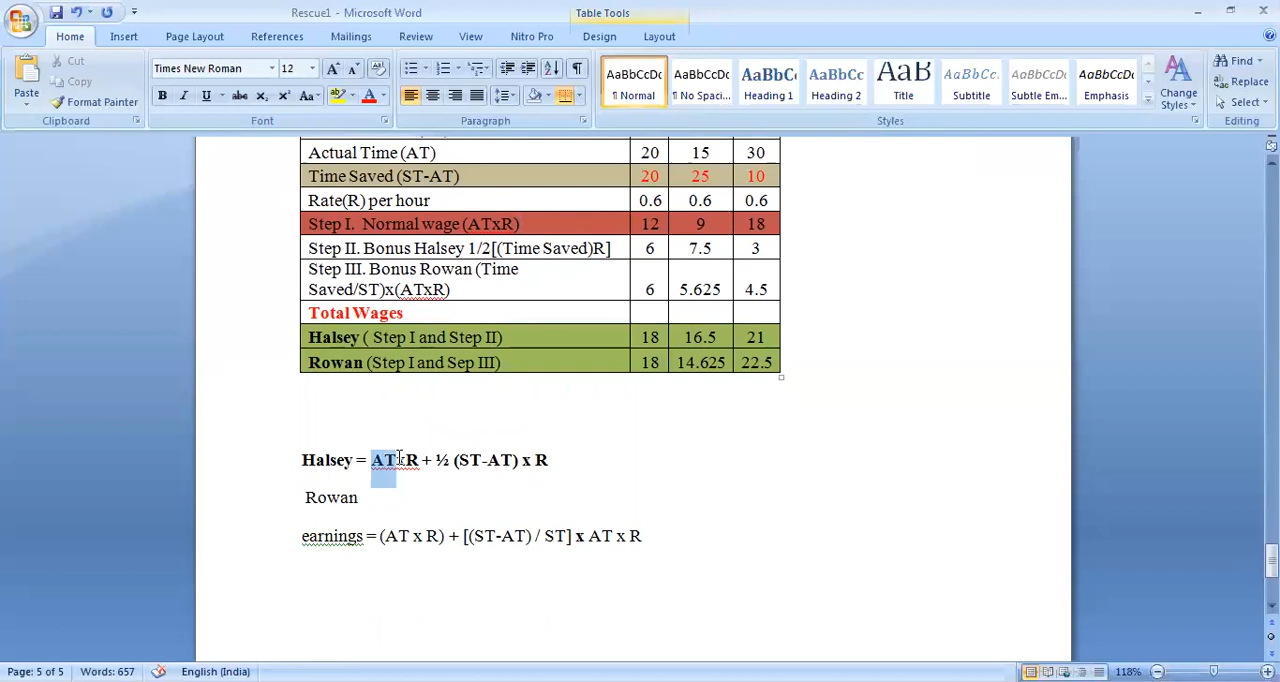 Rescue1 - Microsoft Word
Table Tools
Home Insert Page Layout References Mailings Review View Nitro Pro Design Layout
Paste
Cut
Copy
Format Painter
Clipboard
Times New Roman 12
Font
Paragraph
AaBbCcDc AaBbCcDc AaBbCc AaBbCc AaB AaBbCcL AaBbCcDc AaBbCcDc
¶ Normal ¶ No Spaci... Heading 1 Heading 2 Title Subtitle Subtle Em... Emphasis
Change Styles
Styles
Find
Replace
Select
Editing
Actual Time (AT) 20 15 30
Time Saved (ST-AT) 20 25 10
Rate(R) per hour 0.6 0.6 0.6
Step I. Normal wage (ATxR) 12 9 18
Step II. Bonus Halsey 1/2[(Time Saved)R] 6 7.5 3
Step III. Bonus Rowan (Time
Saved/ST)x(ATxR) 6 5.625 4.5
Total Wages
Halsey ( Step I and Step II) 18 16.5 21
Rowan (Step I and Sep III) 18 14.625 22.5
Halsey = ATxR + ½ (ST-AT) x R
Rowan
earnings = (AT x R) + [(ST-AT) / ST] x AT x R
Page: 5 of 5 Words: 657 English (India) 118%